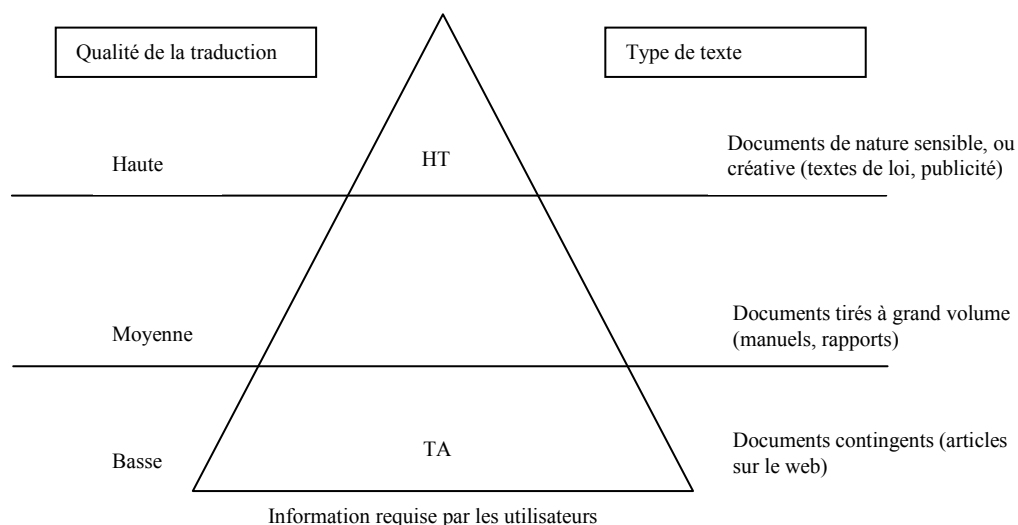 Qualité de la traduction
Type de texte
Haute
HT
Documents de nature sensible, ou
créative (textes de loi, publicité)
Moyenne
Documents tirés à grand volume
(manuels, rapports)
Basse
TA
Documents contingents (articles
sur le web)
Information requise par les utilisateurs